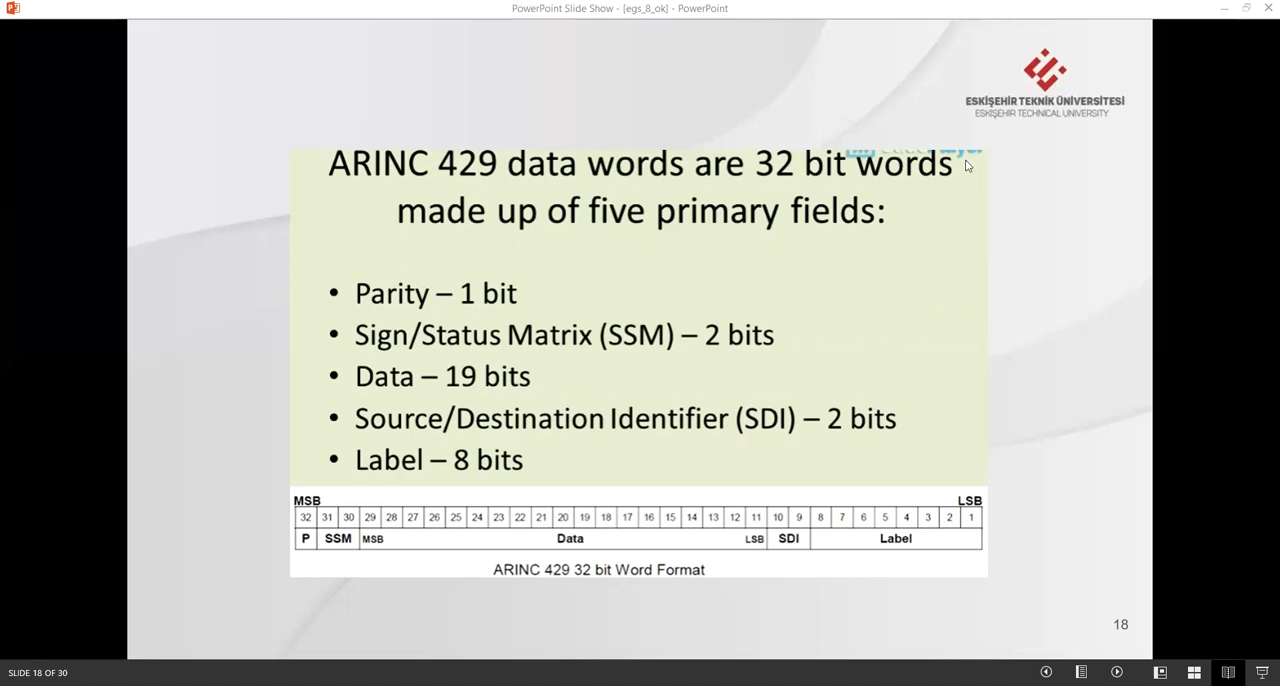 PowerPoint Slide Show - [egs_8_ok] - PowerPoint
ESKİŞEHİR TEKNİK ÜNİVERSİTESİ
ESKİŞEHİR TECHNICAL UNIVERSITY
ARINC 429 data words are 32 bit words
made up of five primary fields:
• Parity – 1 bit
• Sign/Status Matrix (SSM) – 2 bits
• Data – 19 bits
• Source/Destination Identifier (SDI) – 2 bits
• Label – 8 bits
MSB LSB
32 31 30 29 28 27 26 25 24 23 22 21 20 19 18 17 16 15 14 13 12 11 10 9 8 7 6 5 4 3 2 1
P SSM MSB Data LSB SDI Label
ARINC 429 32 bit Word Format
18
SLIDE 18 OF 30